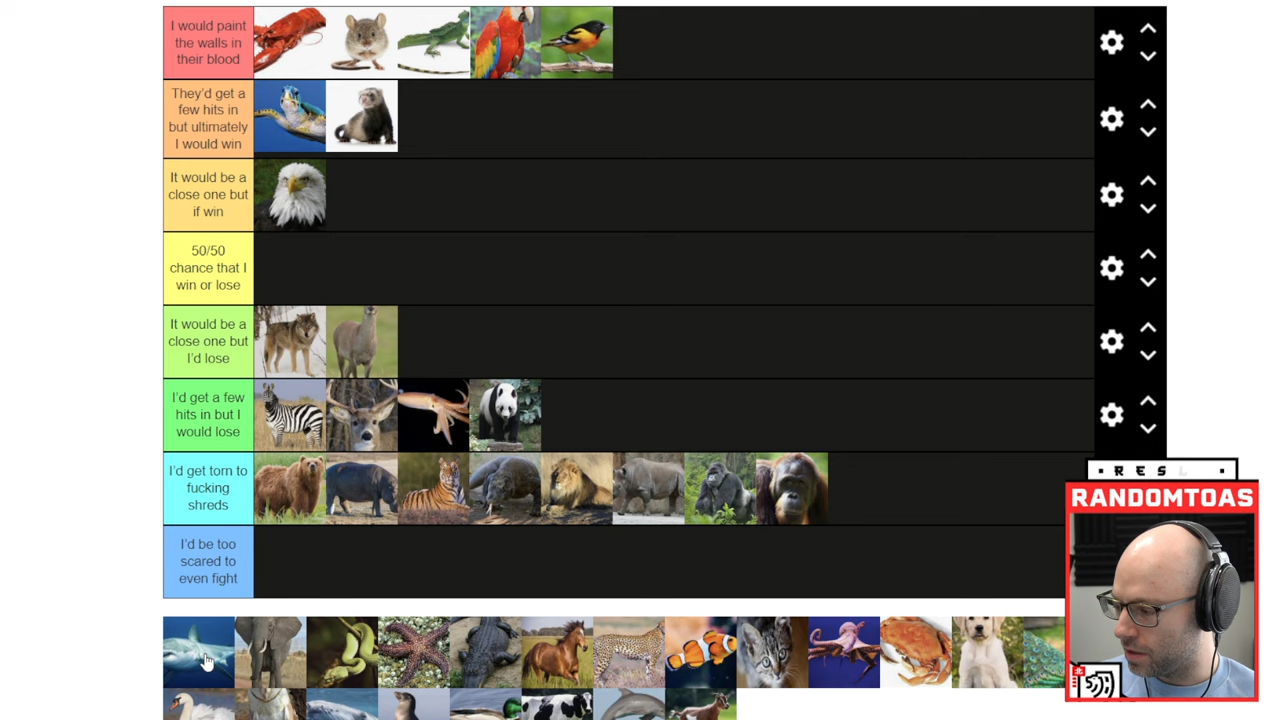 I would paint
the walls in
their blood
They'd get a
few hits in
but ultimately
I would win
It would be a
close one but
if win
50/50
chance that I
win or lose
It would be a
close one but
I'd lose
I'd get a few
hits in but I
would lose
I'd get torn to
fucking
shreds
I'd be too
scared to
even fight
RESL
RANDOMTOAS